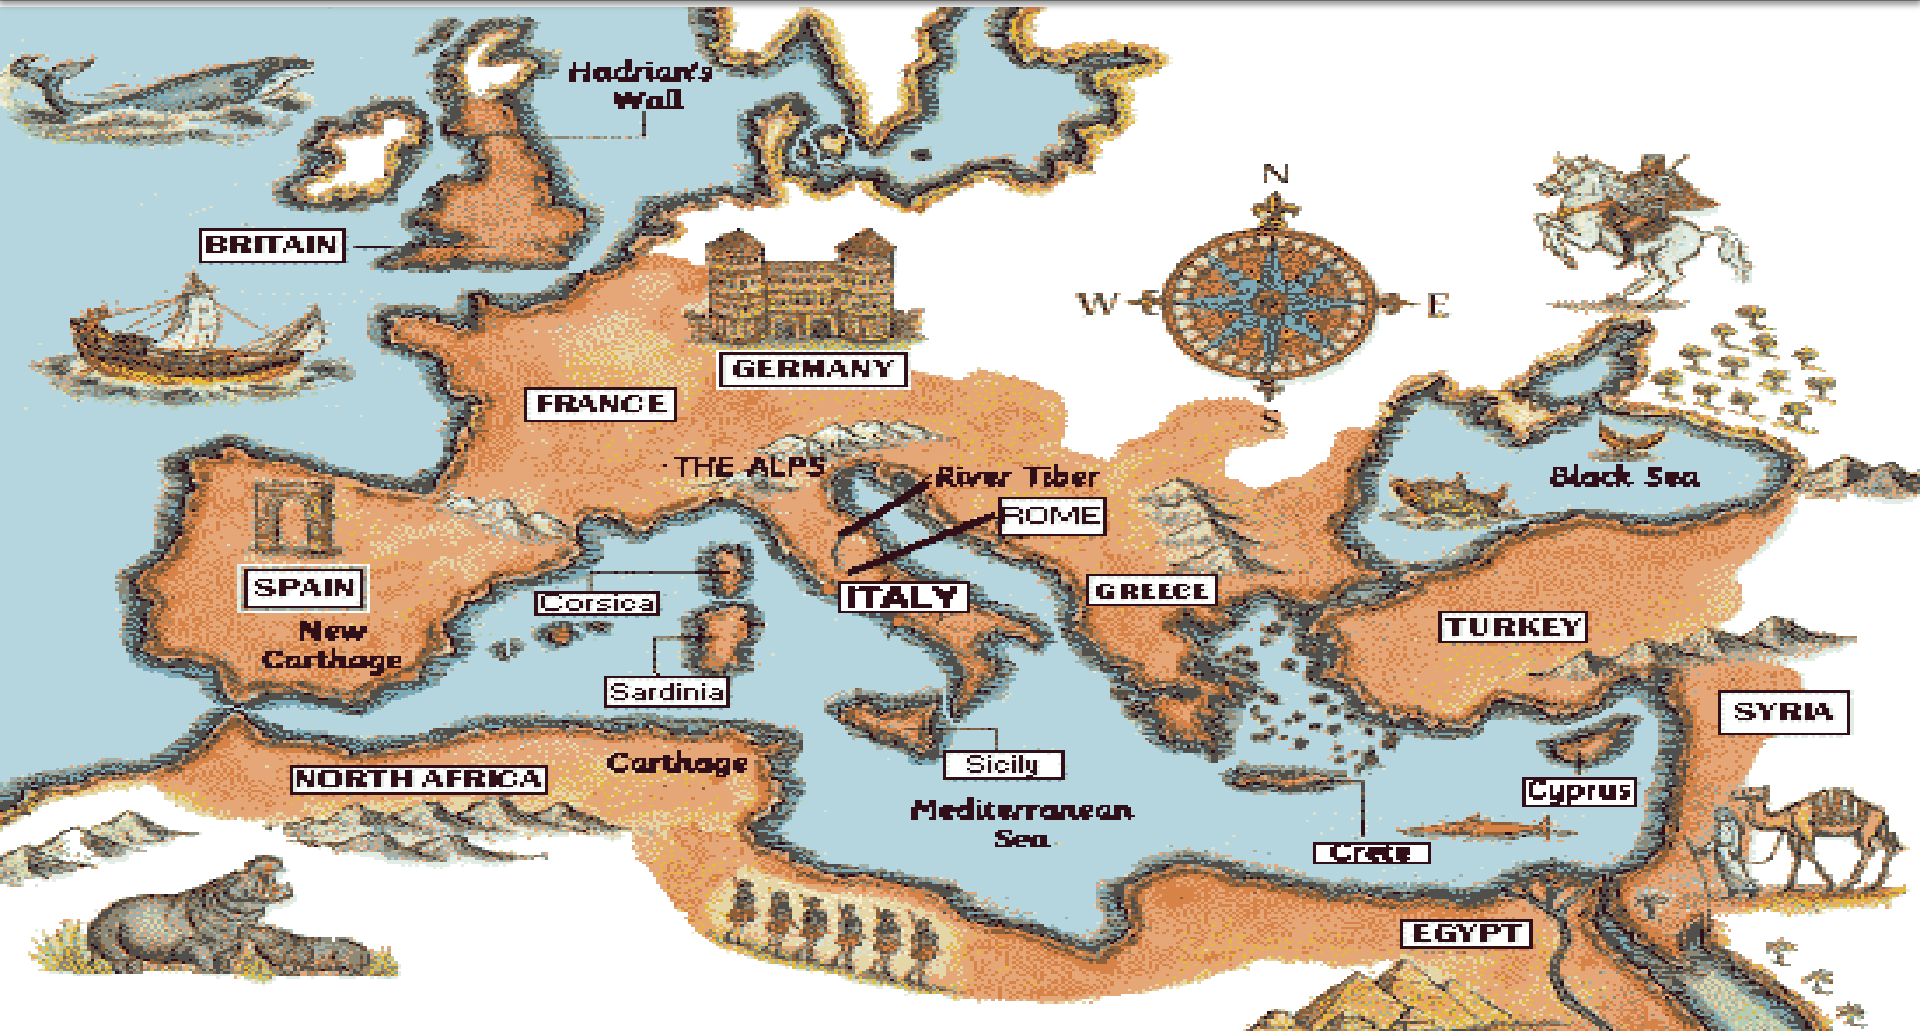 Hadrian's
Wall
N
BRITAIN
W
E
GERMANY
FRANCE
S
THE ALPS
River Tiber
Black Sea
ROME
SPAIN
Corsica
ITALY
GREECE
New
Carthage
TURKEY
Sardinia
SYRIA
Carthage
Sicily
NORTH AFRICA
Cyprus
Mediterranean
Sea
Crete
EGYPT